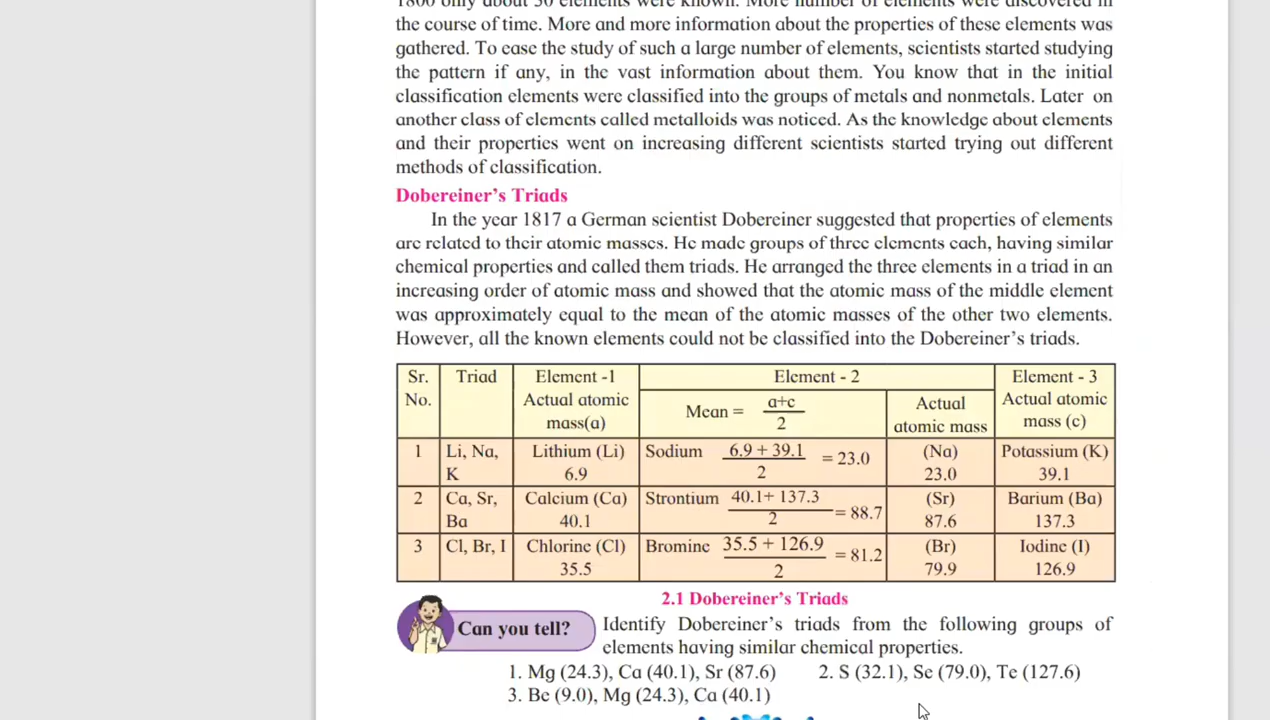 1800 only about 30 elements were known. More number of elements were discovered in
the course of time. More and more information about the properties of these elements was
gathered. To ease the study of such a large number of elements, scientists started studying
the pattern if any, in the vast information about them. You know that in the initial
classification elements were classified into the groups of metals and nonmetals. Later on
another class of elements called metalloids was noticed. As the knowledge about elements
and their properties went on increasing different scientists started trying out different
methods of classification.
Dobereiner's Triads
In the year 1817 a German scientist Dobereiner suggested that properties of elements
are related to their atomic masses. He made groups of three elements each, having similar
chemical properties and called them triads. He arranged the three elements in a triad in an
increasing order of atomic mass and showed that the atomic mass of the middle element
was approximately equal to the mean of the atomic masses of the other two elements.
However, all the known elements could not be classified into the Dobereiner's triads.
Sr. No. Triad Element -1 Actual atomic mass(a) Element - 2 Element - 3 Actual atomic mass (c)
Mean = a+c / 2 Actual atomic mass
1 Li, Na, K Lithium (Li) 6.9 Sodium 6.9 + 39.1 / 2 = 23.0 (Na) 23.0 Potassium (K) 39.1
2 Ca, Sr, Ba Calcium (Ca) 40.1 Strontium 40.1+ 137.3 / 2 = 88.7 (Sr) 87.6 Barium (Ba) 137.3
3 Cl, Br, I Chlorine (Cl) 35.5 Bromine 35.5 + 126.9 / 2 = 81.2 (Br) 79.9 Iodine (I) 126.9
2.1 Dobereiner's Triads
Can you tell?
Identify Dobereiner's triads from the following groups of
elements having similar chemical properties.
1. Mg (24.3), Ca (40.1), Sr (87.6) 2. S (32.1), Se (79.0), Te (127.6)
3. Be (9.0), Mg (24.3), Ca (40.1)